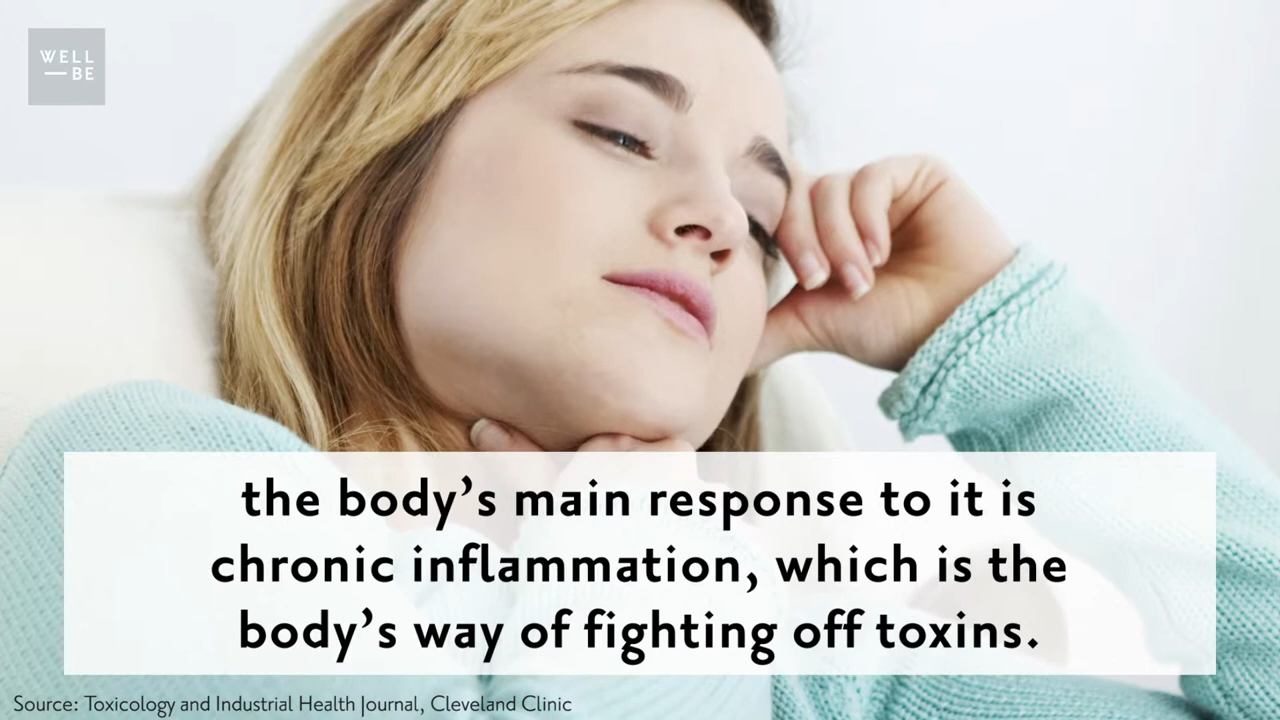 WELL
—BE
the body’s main response to it is
chronic inflammation, which is the
body’s way of fighting off toxins.
Source: Toxicology and Industrial Health Journal, Cleveland Clinic